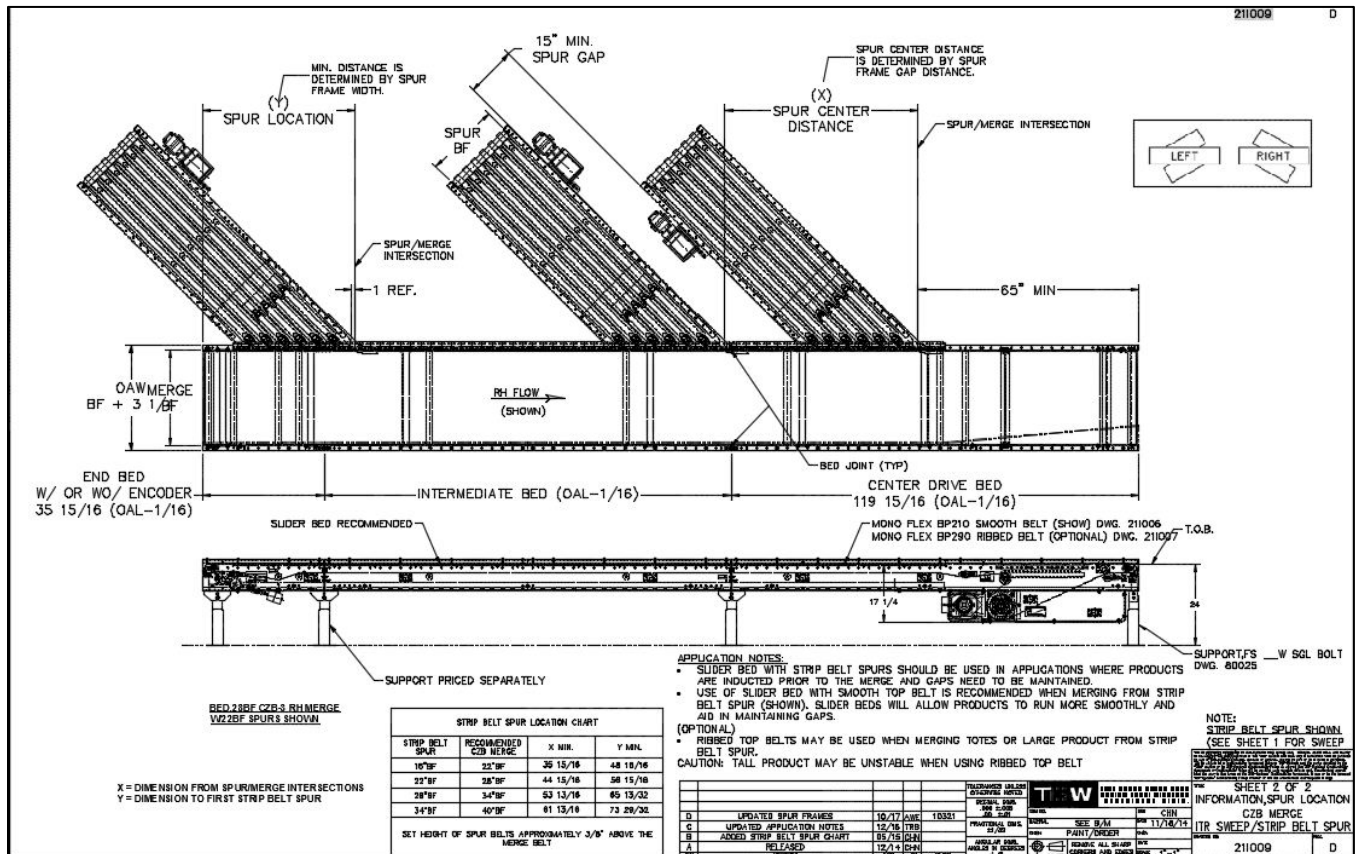 211009 D
15" MIN.
SPUR GAP
MIN. DISTANCE IS
DETERMINED BY SPUR
FRAME WIDTH.
(Y)
SPUR LOCATION
SPUR
BF
SPUR CENTER DISTANCE
IS DETERMINED BY SPUR
FRAME GAP DISTANCE.
(X)
SPUR CENTER
DISTANCE
SPUR/MERGE INTERSECTION
LEFT RIGHT
SPUR/MERGE
INTERSECTION
1 REF.
65" MIN
OAW
BF + 3 1/
MERGE
BF
RH FLOW
(SHOWN)
BED JOINT (TYP)
END BED
W/ OR WO/ ENCODER
35 15/16 (OAL-1/16)
INTERMEDIATE BED (OAL-1/16)
CENTER DRIVE BED
119 15/16 (OAL-1/16)
SLIDER BED RECOMMENDED
MONO FLEX BP210 SMOOTH BELT (SHOW) DWG. 211006
MONO FLEX BP290 RIBBED BELT (OPTIONAL) DWG. 211007
T.O.B.
17 1/4
24
SUPPORT,FS __W SGL BOLT
DWG. 80025
SUPPORT PRICED SEPARATELY
BED,28BF CZB-S RH MERGE
W22BF SPURS SHOWN
X = DIMENSION FROM SPUR/MERGE INTERSECTIONS
Y = DIMENSION TO FIRST STRIP BELT SPUR
STRIP BELT SPUR LOCATION CHART
STRIP BELT SPUR RECOMMENDED CZB MERGE X MIN. Y MIN.
16"BF 22"BF 35 15/16 48 16/16
22"BF 28"BF 44 15/16 56 15/16
28"BF 34"BF 53 13/16 65 13/32
34"BF 40"BF 61 13/16 73 29/32
SET HEIGHT OF SPUR BELTS APPROXIMATELY 3/8" ABOVE THE
MERGE BELT
APPLICATION NOTES:
• SLIDER BED WITH STRIP BELT SPURS SHOULD BE USED IN APPLICATIONS WHERE PRODUCTS
ARE INDUCTED PRIOR TO THE MERGE AND GAPS NEED TO BE MAINTAINED.
• USE OF SLIDER BED WITH SMOOTH TOP BELT IS RECOMMENDED WHEN MERGING FROM STRIP
BELT SPUR (SHOWN). SLIDER BEDS WILL ALLOW PRODUCTS TO RUN MORE SMOOTHLY AND
AID IN MAINTAINING GAPS.
(OPTIONAL)
• RIBBED TOP BELTS MAY BE USED WHEN MERGING TOTES OR LARGE PRODUCT FROM STRIP
BELT SPUR.
CAUTION: TALL PRODUCT MAY BE UNSTABLE WHEN USING RIBBED TOP BELT
NOTE:
STRIP BELT SPUR SHOWN
(SEE SHEET 1 FOR SWEEP
D UPDATED SPUR FRAMES 10/17 AWE 10321
C UPDATED APPLICATION NOTES 12/15 TRB
B ADDED STRIP BELT SPUR CHART 05/15 CHN
A RELEASED 12/14 CHN
TOLERANCES UNLESS
OTHERWISE NOTED
SEE B/M
PAINT/ORDER
REMOVE ALL SHARP
CORNERS AND EDGES
CHN
11/18/14
SHEET 2 OF 2
INFORMATION,SPUR LOCATION
CZB MERGE
ITR SWEEP/STRIP BELT SPUR
211009 D